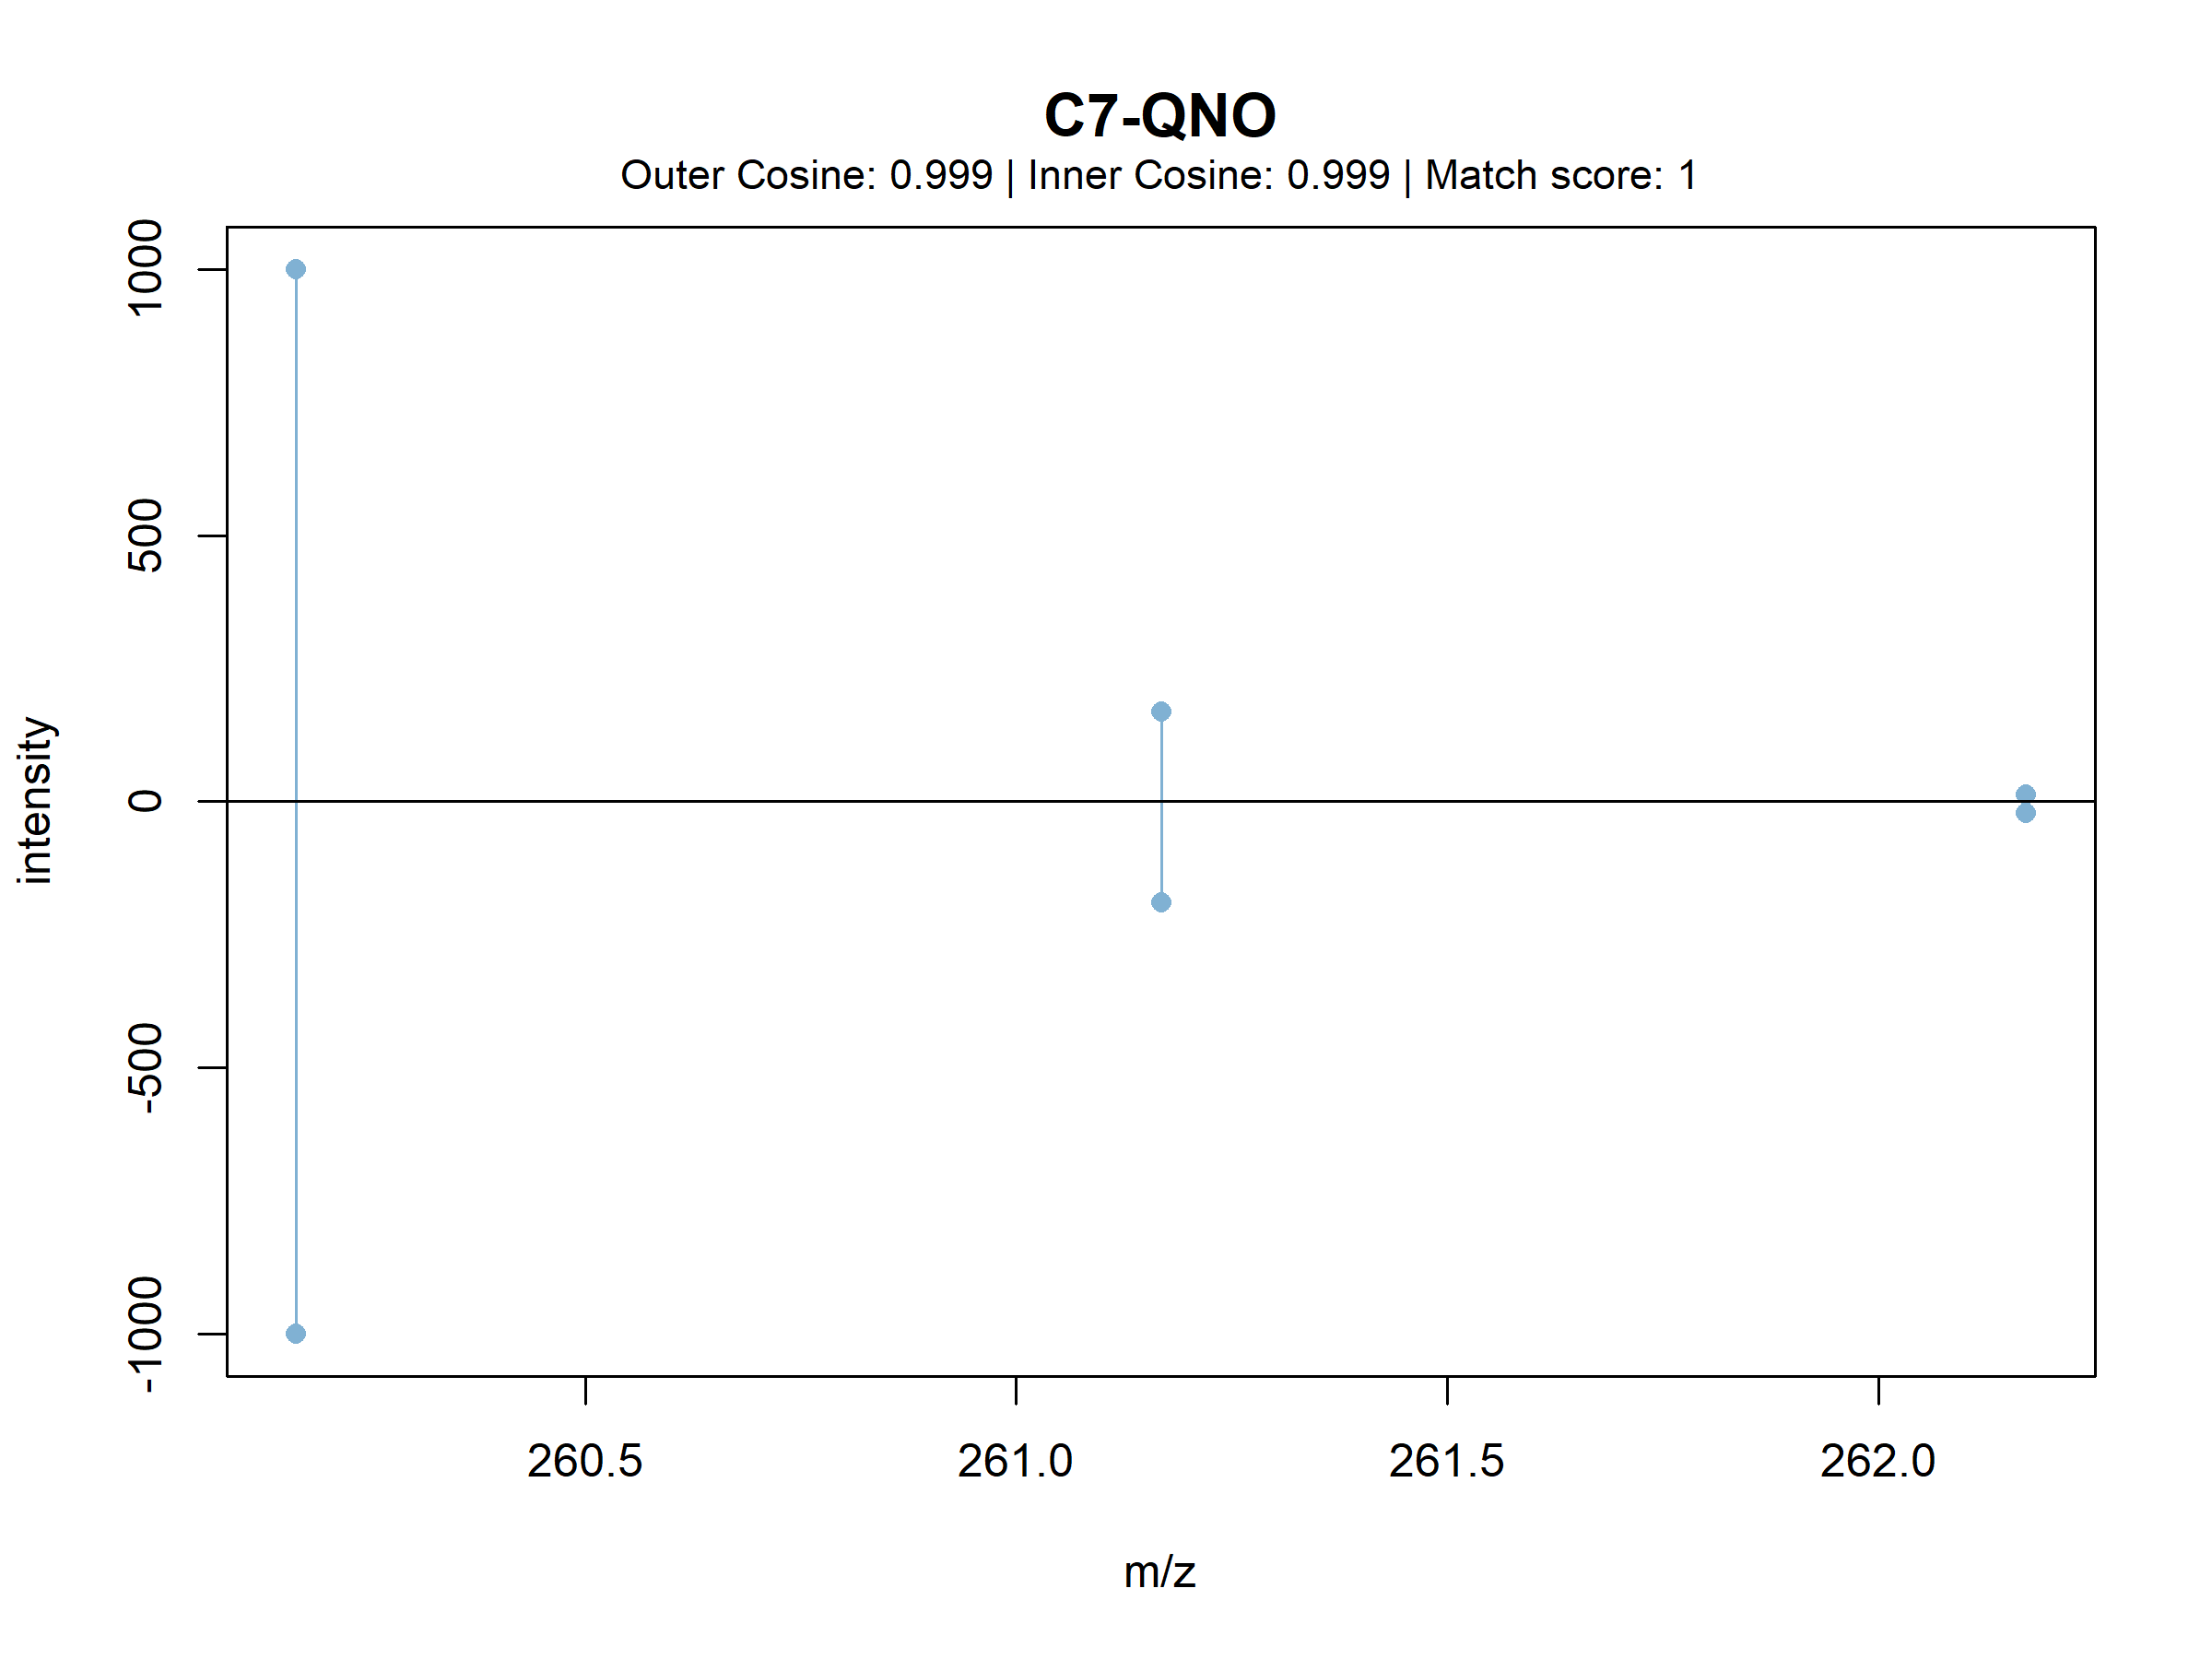 C7-QNO
Outer Cosine: 0.999 | Inner Cosine: 0.999 | Match score: 1
1000
500
0
-500
-1000
intensity
260.5
261.0
261.5
262.0
m/z